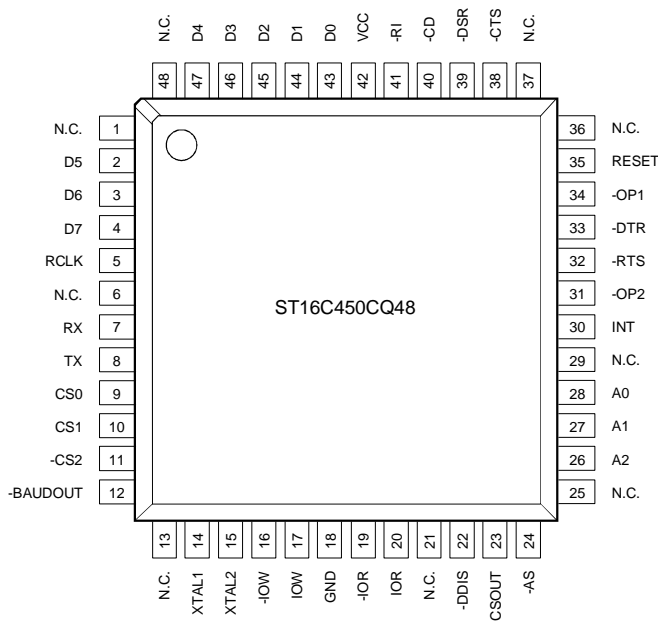 N.C. D4 D3 D2 D1 D0 VCC -RI -CD -DSR -CTS N.C.
48 47 46 45 44 43 42 41 40 39 38 37
N.C. 1 36 N.C.
D5 2 35 RESET
D6 3 34 -OP1
D7 4 33 -DTR
RCLK 5 32 -RTS
N.C. 6 31 -OP2
ST16C450CQ48
RX 7 30 INT
TX 8 29 N.C.
CS0 9 28 A0
CS1 10 27 A1
-CS2 11 26 A2
-BAUDOUT 12 25 N.C.
13 14 15 16 17 18 19 20 21 22 23 24
N.C. XTAL1 XTAL2 -IOW IOW GND -IOR IOR N.C. -DDIS CSOUT -AS